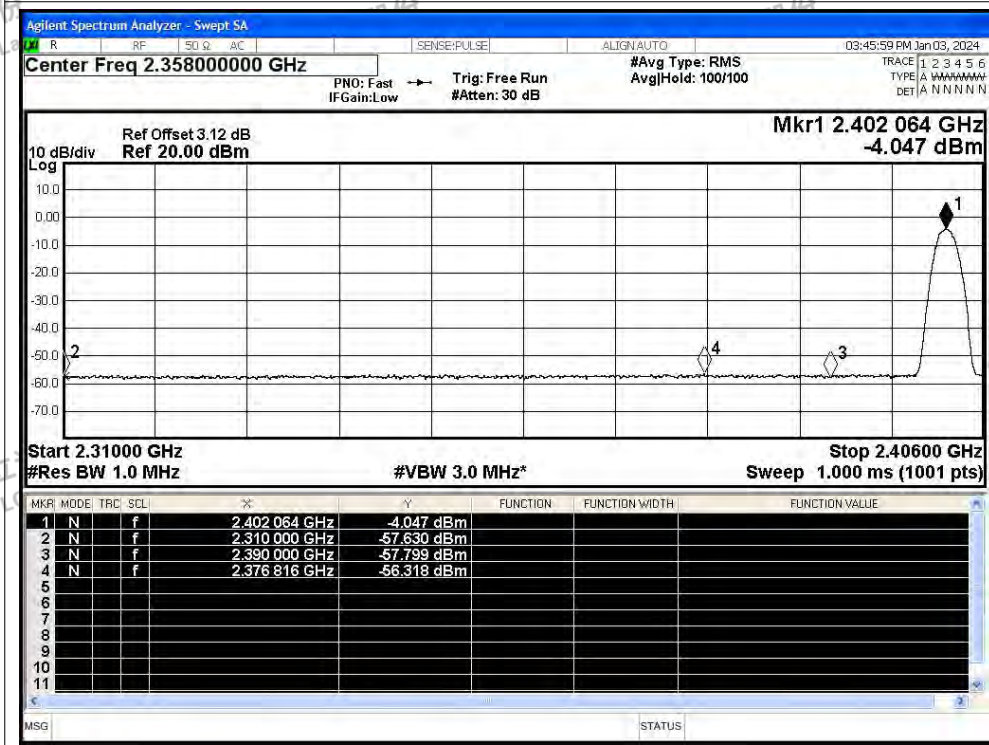 Agilent Spectrum Analyzer - Swept SA
R RF 50 Ω AC SENSE:PULSE ALIGN AUTO 03:45:59 PM Jan 03, 2024
Center Freq 2.358000000 GHz
PNO: Fast
IFGain:Low
Trig: Free Run
#Atten: 30 dB
#Avg Type: RMS
Avg|Hold: 100/100
TRACE 1 2 3 4 5 6
TYPE A WWWWW
DET A N N N N N
Mkr1 2.402 064 GHz
-4.047 dBm
Ref Offset 3.12 dB
10 dB/div Ref 20.00 dBm
Log
10.0
0.00
-10.0
-20.0
-30.0
-40.0
-50.0
-60.0
-70.0
1
2
4
3
Start 2.31000 GHz Stop 2.40600 GHz
#Res BW 1.0 MHz #VBW 3.0 MHz* Sweep 1.000 ms (1001 pts)
MKR MODE TRC SCL X Y FUNCTION FUNCTION WIDTH FUNCTION VALUE
1 N f 2.402 064 GHz -4.047 dBm
2 N f 2.310 000 GHz -57.630 dBm
3 N f 2.390 000 GHz -57.799 dBm
4 N f 2.376 816 GHz -56.318 dBm
5
6
7
8
9
10
11
MSG STATUS